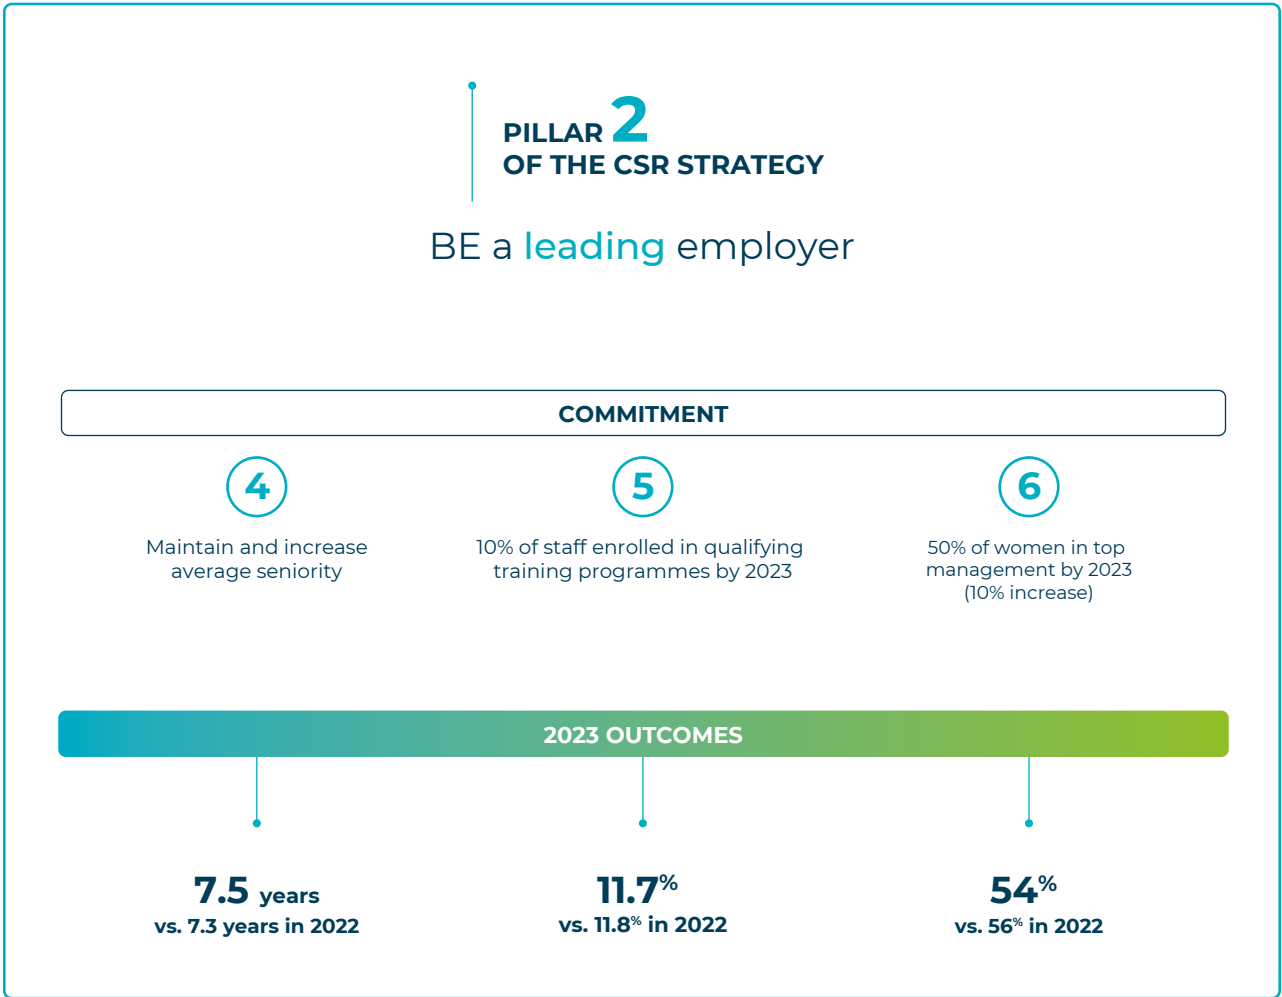 PILLAR 2
OF THE CSR STRATEGY
BE a leading employer
COMMITMENT
4
Maintain and increase
average seniority
5
10% of staff enrolled in qualifying
training programmes by 2023
6
50% of women in top
management by 2023
(10% increase)
2023 OUTCOMES
7.5 years
vs. 7.3 years in 2022
11.7%
vs. 11.8% in 2022
54%
vs. 56% in 2022